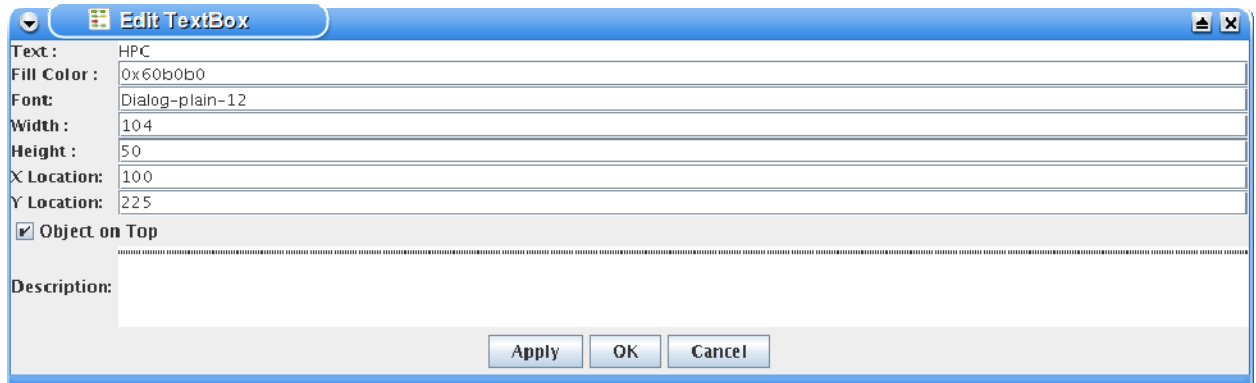 Edit TextBox
Text : HPC
Fill Color : 0x60b0b0
Font: Dialog-plain-12
Width : 104
Height : 50
X Location: 100
Y Location: 225
Object on Top
Description:
Apply OK Cancel